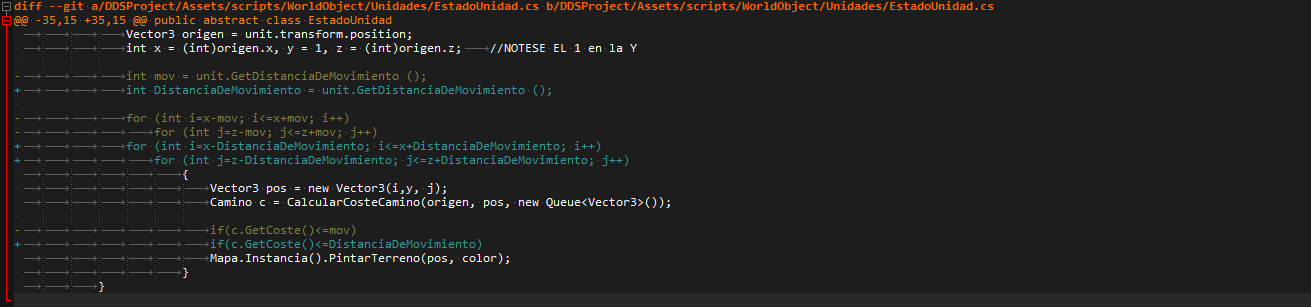 diff --git a/DDSProject/Assets/scripts/WorldObject/Unidades/EstadoUnidad.cs b/DDSProject/Assets/scripts/WorldObject/Unidades/EstadoUnidad.cs
@@ -35,15 +35,15 @@ public abstract class EstadoUnidad
Vector3 origen = unit.transform.position;
int x = (int)origen.x, y = 1, z = (int)origen.z; //NOTESE EL 1 en la Y
- int mov = unit.GetDistanciaDeMovimiento ();
+ int DistanciaDeMovimiento = unit.GetDistanciaDeMovimiento ();
- for (int i=x-mov; i<=x+mov; i++)
- for (int j=z-mov; j<=z+mov; j++)
+ for (int i=x-DistanciaDeMovimiento; i<=x+DistanciaDeMovimiento; i++)
+ for (int j=z-DistanciaDeMovimiento; j<=z+DistanciaDeMovimiento; j++)
{
Vector3 pos = new Vector3(i,y, j);
Camino c = CalcularCosteCamino(origen, pos, new Queue<Vector3>());
- if(c.GetCoste()<=mov)
+ if(c.GetCoste()<=DistanciaDeMovimiento)
Mapa.Instancia().PintarTerreno(pos, color);
}
}